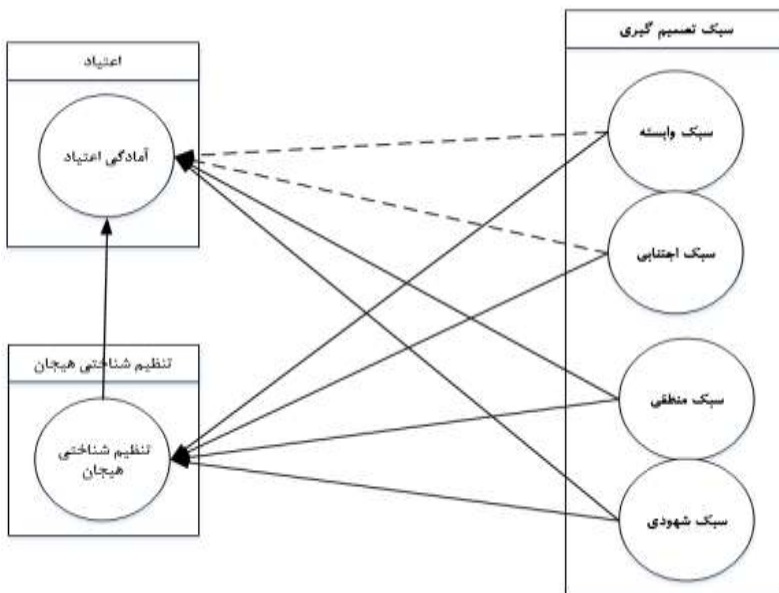 سبک تصمیم گیری
سبک وابسته
سبک اجتنابی
سبک منطقی
سبک شهودی
اعتیاد
آمادگی اعتیاد
تنظیم شناختی هیجان
تنظیم شناختی
هیجان